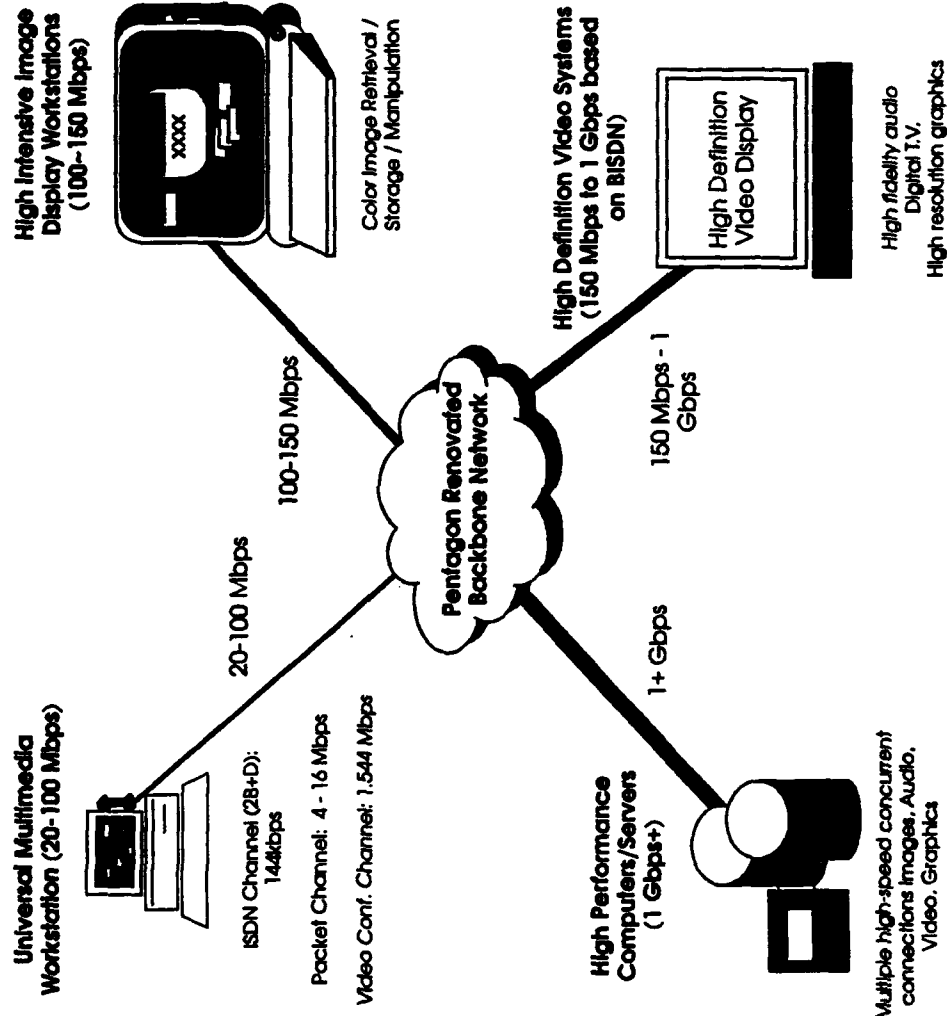 Universal Multimedia
Workstation (20-100 Mbps)
ISDN Channel (2B+D):
144kbps
Packet Channel: 4 - 16 Mbps
Video Conf. Channel: 1.544 Mbps
20-100 Mbps
High Intensive Image
Display Workstations
(100~150 Mbps)
XXXX
Color Image Retrieval /
Storage / Manipulation
100-150 Mbps
Pentagon Renovated
Backbone Network
High Performance
Computers/Servers
(1 Gbps+)
1+ Gbps
Multiple high-speed concurrent
connections Images, Audio,
Video, Graphics
High Definition Video Systems
(150 Mbps to 1 Gbps based
on BISDN)
150 Mbps - 1
Gbps
High Definition
Video Display
High fidelity audio
Digital T.V.
High resolution graphics